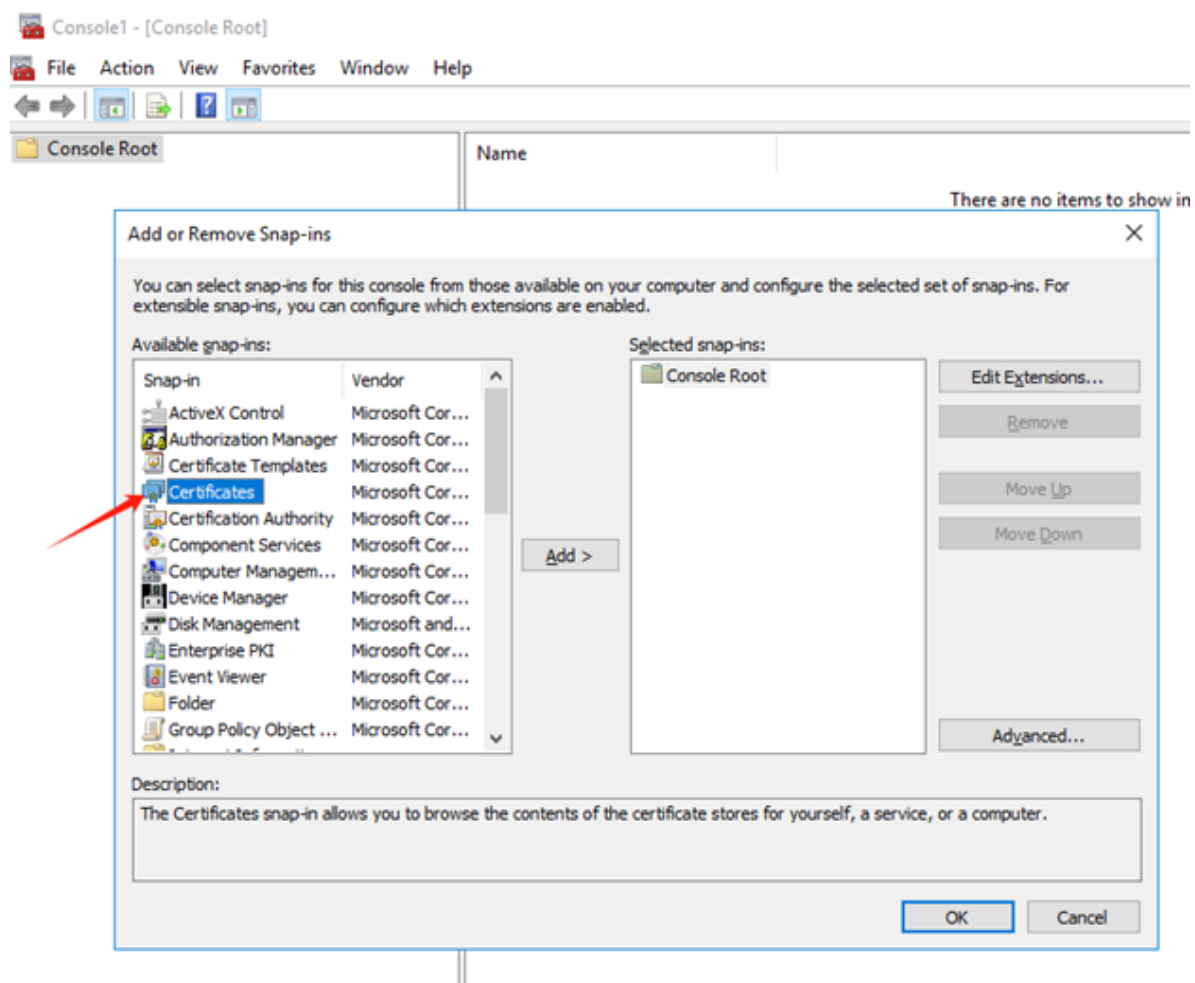 Console1 - [Console Root]
File Action View Favorites Window Help
Console Root
Name
There are no items to show in
Add or Remove Snap-ins
You can select snap-ins for this console from those available on your computer and configure the selected set of snap-ins. For
extensible snap-ins, you can configure which extensions are enabled.
Available snap-ins:
Selected snap-ins:
Snap-in Vendor
Console Root
Edit Extensions...
ActiveX Control Microsoft Cor...
Authorization Manager Microsoft Cor...
Remove
Certificate Templates Microsoft Cor...
Certificates Microsoft Cor...
Move Up
Certification Authority Microsoft Cor...
Move Down
Component Services Microsoft Cor...
Add >
Computer Managem... Microsoft Cor...
Device Manager Microsoft Cor...
Disk Management Microsoft and...
Enterprise PKI Microsoft Cor...
Event Viewer Microsoft Cor...
Folder Microsoft Cor...
Group Policy Object ... Microsoft Cor...
Advanced...
Description:
The Certificates snap-in allows you to browse the contents of the certificate stores for yourself, a service, or a computer.
OK
Cancel